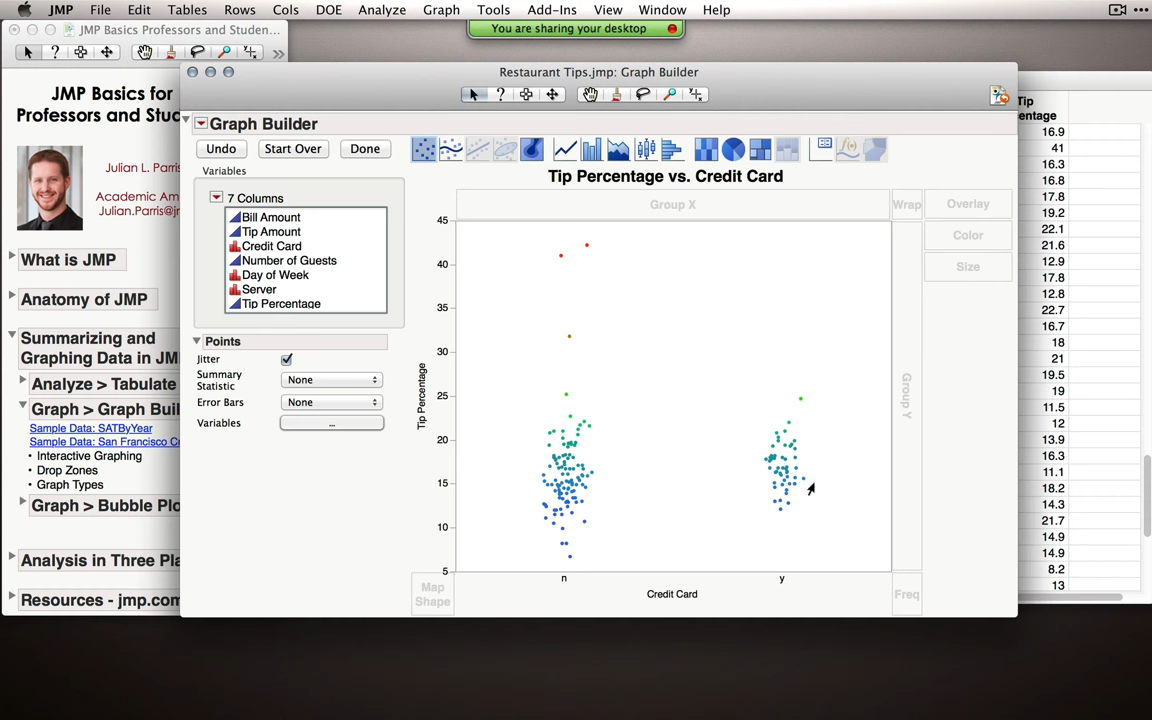 JMP File Edit Tables Rows Cols DOE Analyze Graph Tools Add-Ins View Window Help
You are sharing your desktop
JMP Basics Professors and Studen...
JMP Basics for
Professors and Stud
Julian L. Parris
Academic Am
Julian.Parris@j
What is JMP
Anatomy of JMP
Summarizing and
Graphing Data in JM
Analyze > Tabulate
Graph > Graph Buil
Sample Data: SATByYear
Sample Data: San Francisco C
• Interactive Graphing
• Drop Zones
• Graph Types
Graph > Bubble Plo
Analysis in Three Pla
Resources - jmp.com
Restaurant Tips.jmp: Graph Builder
Graph Builder
Undo Start Over Done
Variables
7 Columns
Bill Amount
Tip Amount
Credit Card
Number of Guests
Day of Week
Server
Tip Percentage
Points
Jitter
Summary
Statistic
None
Error Bars
None
Variables
...
Tip Percentage vs. Credit Card
Group X
Wrap
Overlay
Color
Size
Group Y
Freq
Map
Shape
Tip Percentage
45
40
35
30
25
20
15
10
5
n y
Credit Card
Tip
entage
16.9
41
16.3
16.8
17.8
19.2
22.1
21.6
12.9
17.8
12.8
22.7
16.7
18
21
19.5
19
11.5
12
13.9
16.3
11.1
18.2
14.3
21.7
14.9
14.9
8.2
13